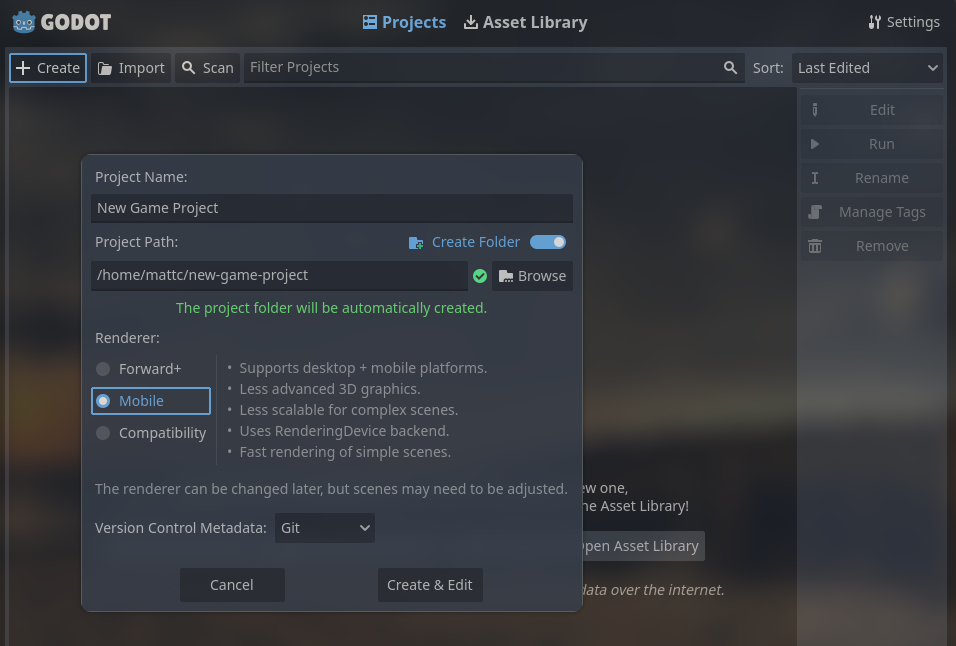 GODOT
Projects
Asset Library
Settings
Create
Import
Scan
Filter Projects
Sort:
Last Edited
Edit
Run
Rename
Manage Tags
Remove
Project Name:
New Game Project
Project Path:
Create Folder
/home/mattc/new-game-project
Browse
The project folder will be automatically created.
Renderer:
Forward+
Mobile
Compatibility
• Supports desktop + mobile platforms.
• Less advanced 3D graphics.
• Less scalable for complex scenes.
• Uses RenderingDevice backend.
• Fast rendering of simple scenes.
The renderer can be changed later, but scenes may need to be adjusted.
Version Control Metadata:
Git
Cancel
Create & Edit
ew one,
he Asset Library!
pen Asset Library
data over the internet.